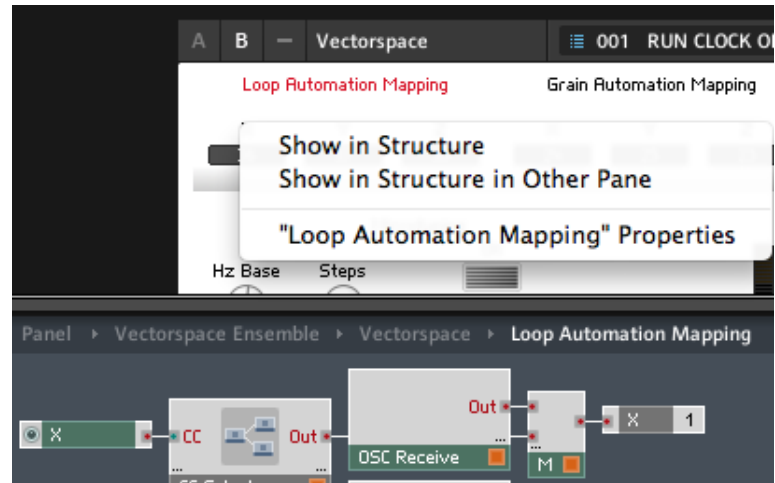 A B — Vectorspace 001 RUN CLOCK
Loop Automation Mapping Grain Automation Mapping
Show in Structure
Show in Structure in Other Pane
"Loop Automation Mapping" Properties
Hz Base Steps
Panel Vectorspace Ensemble Vectorspace Loop Automation Mapping
Out
X CC Out X 1
... ... ... ...
OSC Receive M